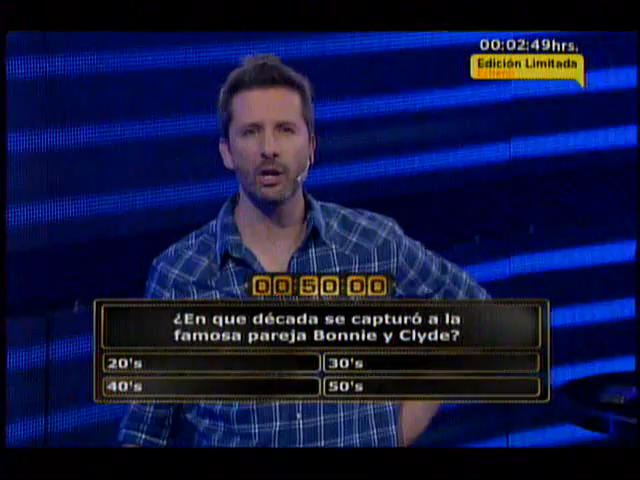 00:02:49hrs.
Edición Limitada
Estreno
00:50:00
¿En que década se capturó a la
famosa pareja Bonnie y Clyde?
20's
30's
40's
50's